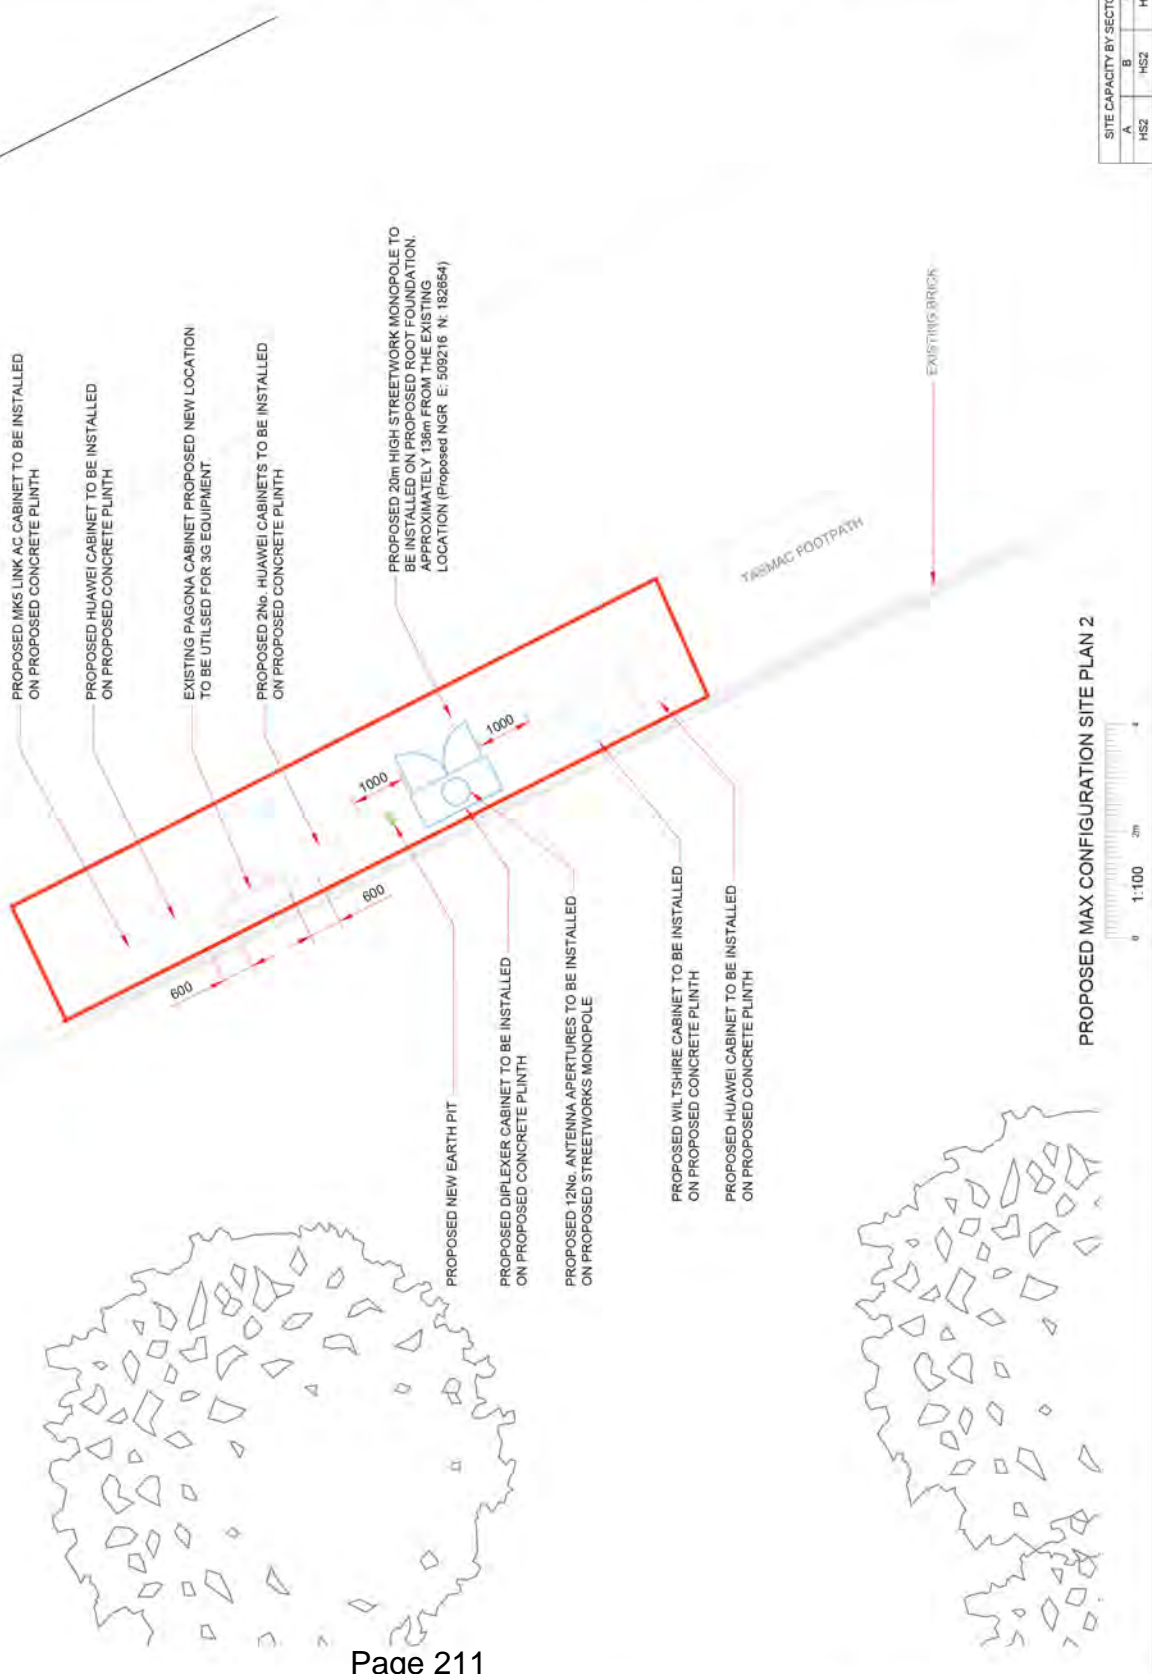 PROPOSED MK5 LINK AC CABINET TO BE INSTALLED
ON PROPOSED CONCRETE PLINTH
PROPOSED HUAWEI CABINET TO BE INSTALLED
ON PROPOSED CONCRETE PLINTH
EXISTING PAGONA CABINET PROPOSED NEW LOCATION
TO BE UTILSED FOR 3G EQUIPMENT.
PROPOSED 2No. HUAWEI CABINETS TO BE INSTALLED
ON PROPOSED CONCRETE PLINTH
PROPOSED 20m HIGH STREETWORK MONOPOLE TO
BE INSTALLED ON PROPOSED ROOT FOUNDATION.
APPROXIMATELY 136m FROM THE EXISTING
LOCATION (Proposed NGR E: 509216 N: 182654)
1000
1000
600
600
TARMAC FOOTPATH
EXISTING BRICK
PROPOSED NEW EARTH PIT
PROPOSED DIPLEXER CABINET TO BE INSTALLED
ON PROPOSED CONCRETE PLINTH
PROPOSED 12No. ANTENNA APERTURES TO BE INSTALLED
ON PROPOSED STREETWORKS MONOPOLE
PROPOSED WILTSHIRE CABINET TO BE INSTALLED
ON PROPOSED CONCRETE PLINTH
PROPOSED HUAWEI CABINET TO BE INSTALLED
ON PROPOSED CONCRETE PLINTH
PROPOSED MAX CONFIGURATION SITE PLAN 2
0 2m 4
1:100
SITE CAPACITY BY SECTO
A B
HS2 HS2 H
Page 211